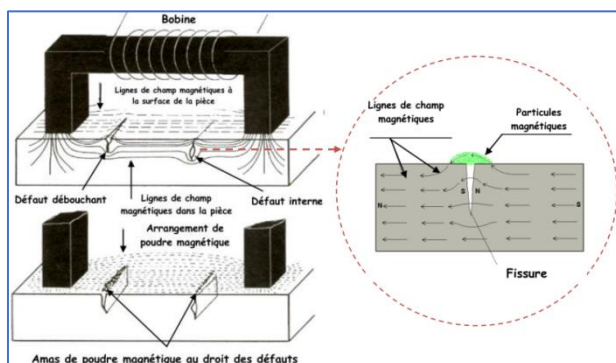 Bobine
Lignes de champ magnétiques à
la surface de la pièce
Défaut débouchant
Lignes de champ
magnétiques dans la pièce
Défaut interne
Arrangement de
poudre magnétique
Amas de poudre magnétique au droit des défauts
Lignes de champ
magnétiques
Particules
magnétiques
S N
N
S
Fissure